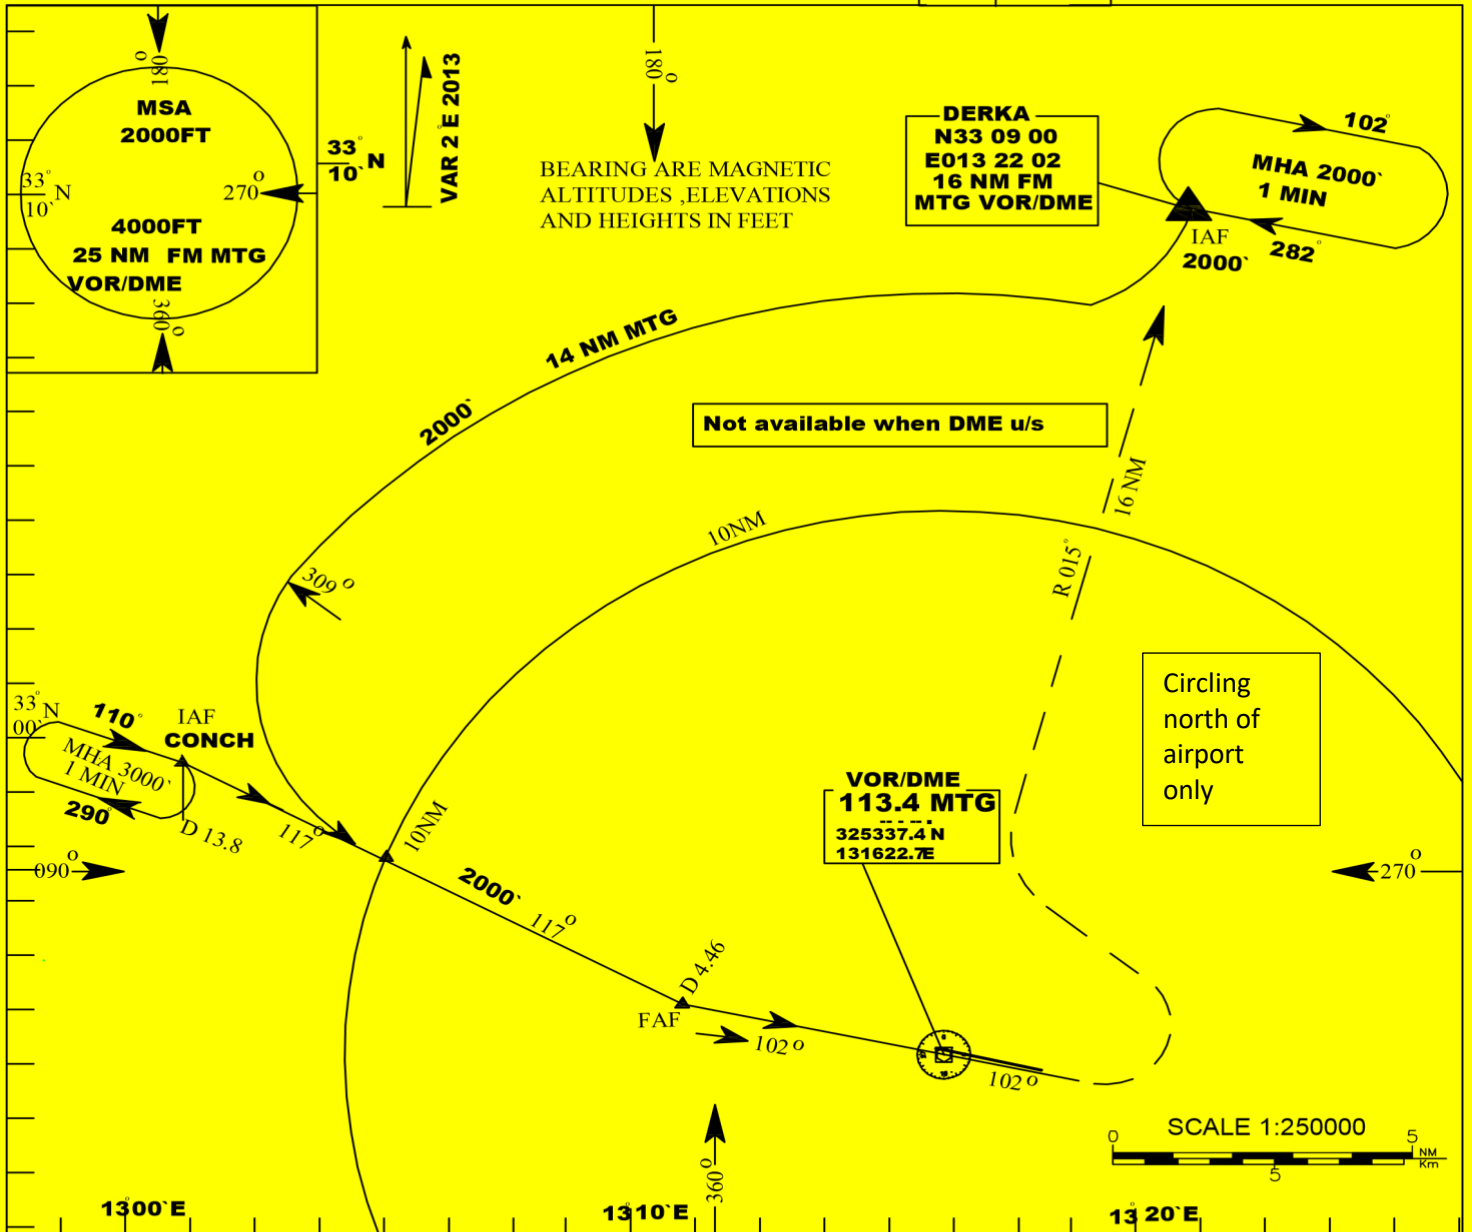 180°
MSA
2000FT
33°
10` N
270°
4000FT
25 NM FM MTG
VOR/DME
360°
33°
10` N
VAR 2°E 2013
180°
BEARING ARE MAGNETIC
ALTITUDES ,ELEVATIONS
AND HEIGHTS IN FEET
DERKA
N33 09 00
E013 22 02
16 NM FM
MTG VOR/DME
102°
MHA 2000`
1 MIN
IAF
2000`
282°
14 NM MTG
2000`
Not available when DME u/s
16 NM
10NM
R 015°
309°
Circling
north of
airport
only
33° N
00`
110°
IAF
CONCH
MHA 3000`
1 MIN
290°
D 13.8
117°
10NM
090°
VOR/DME
113.4 MTG
325337.4 N
131622.7E
270°
2000`
117°
D 4.46
FAF
102°
102°
360°
SCALE 1:250000
0 5
NM
Km
5
13°00`E
13°10`E
13°20`E